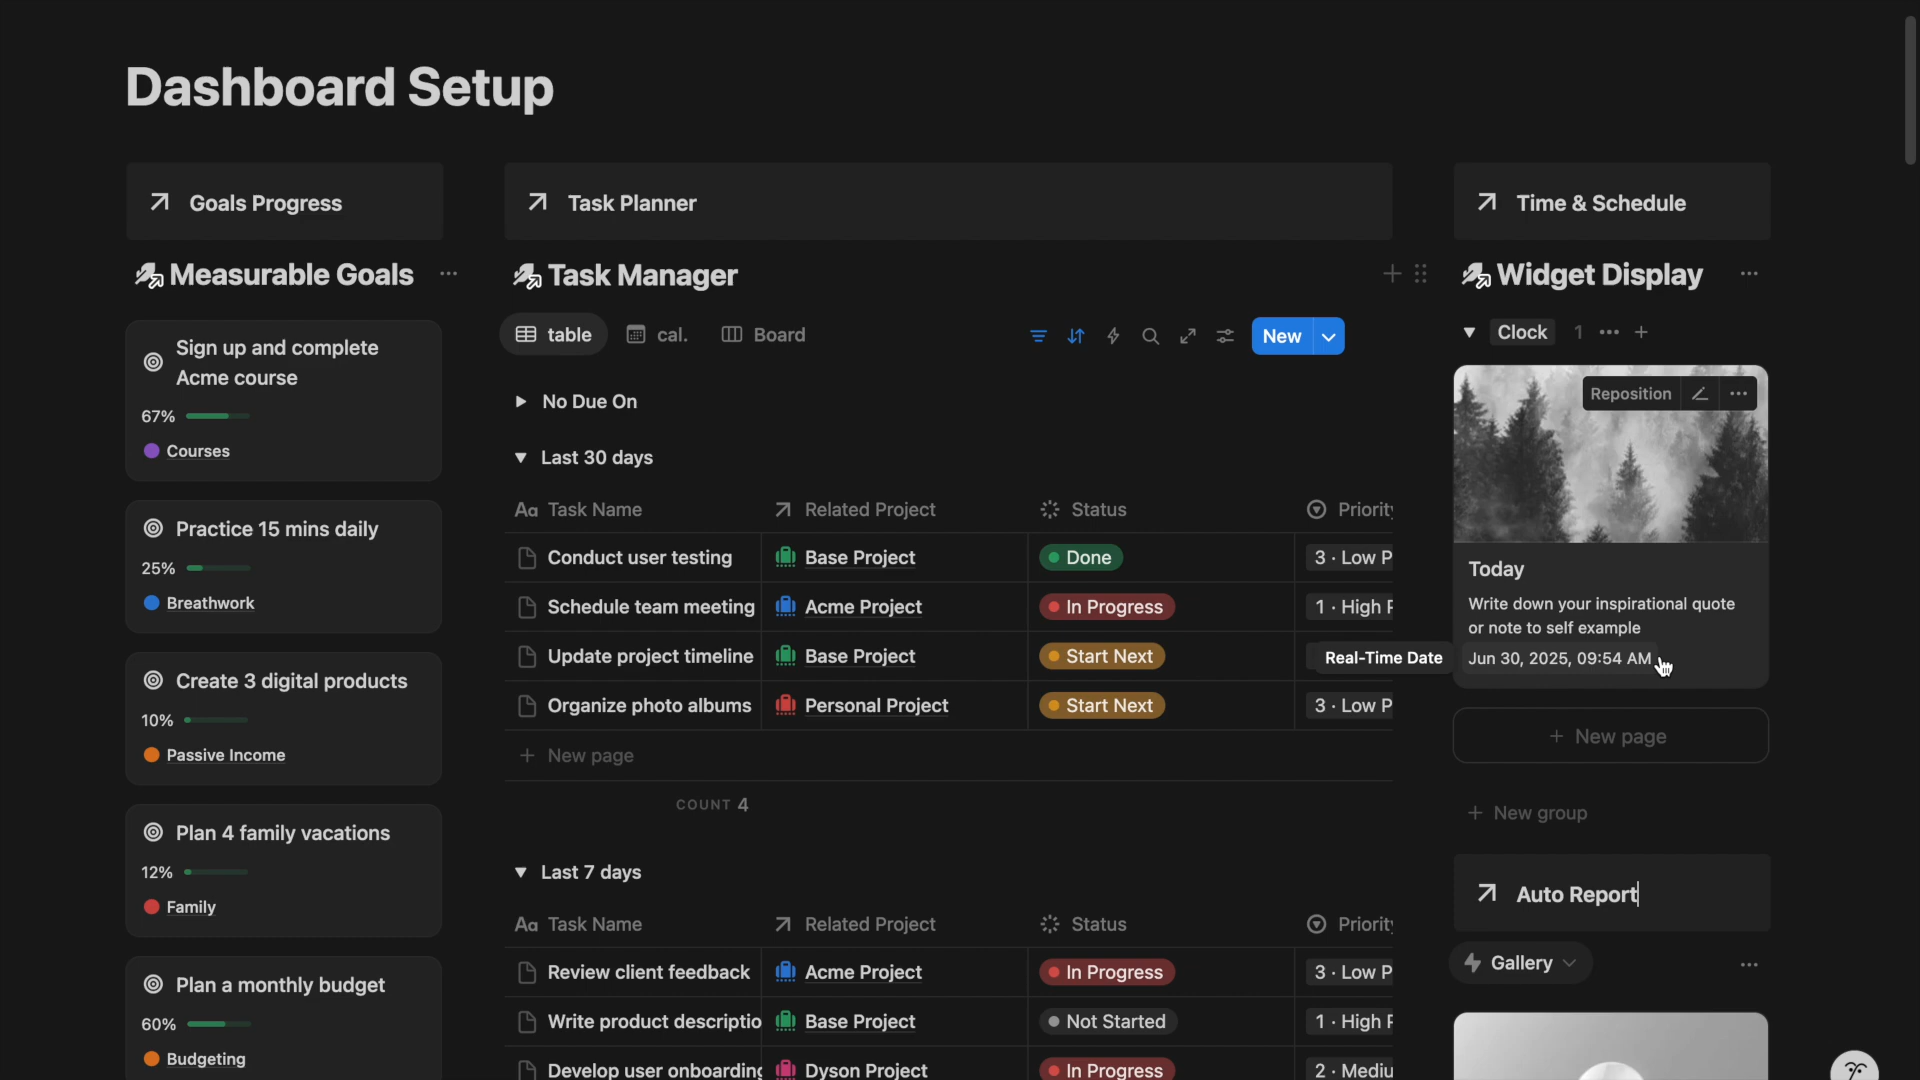 Dashboard Setup
Goals Progress
Measurable Goals
Sign up and complete
Acme course
67%
Courses
Practice 15 mins daily
25%
Breathwork
Create 3 digital products
10%
Passive Income
Plan 4 family vacations
12%
Family
Plan a monthly budget
60%
Budgeting
Task Planner
Task Manager
table cal. Board New
No Due On
Last 30 days
Aa Task Name Related Project Status Priority
Conduct user testing Base Project Done 3 · Low P
Schedule team meeting Acme Project In Progress 1 · High P
Update project timeline Base Project Start Next
Organize photo albums Personal Project Start Next 3 · Low P
New page
COUNT 4
Last 7 days
Aa Task Name Related Project Status Priority
Review client feedback Acme Project In Progress 3 · Low P
Write product descriptio Base Project Not Started 1 · High P
Develop user onboarding Dyson Project In Progress 2 · Mediu
Time & Schedule
Widget Display
Clock 1
Reposition
Today
Write down your inspirational quote
or note to self example
Real-Time Date Jun 30, 2025, 09:54 AM
New page
New group
Auto Report
Gallery